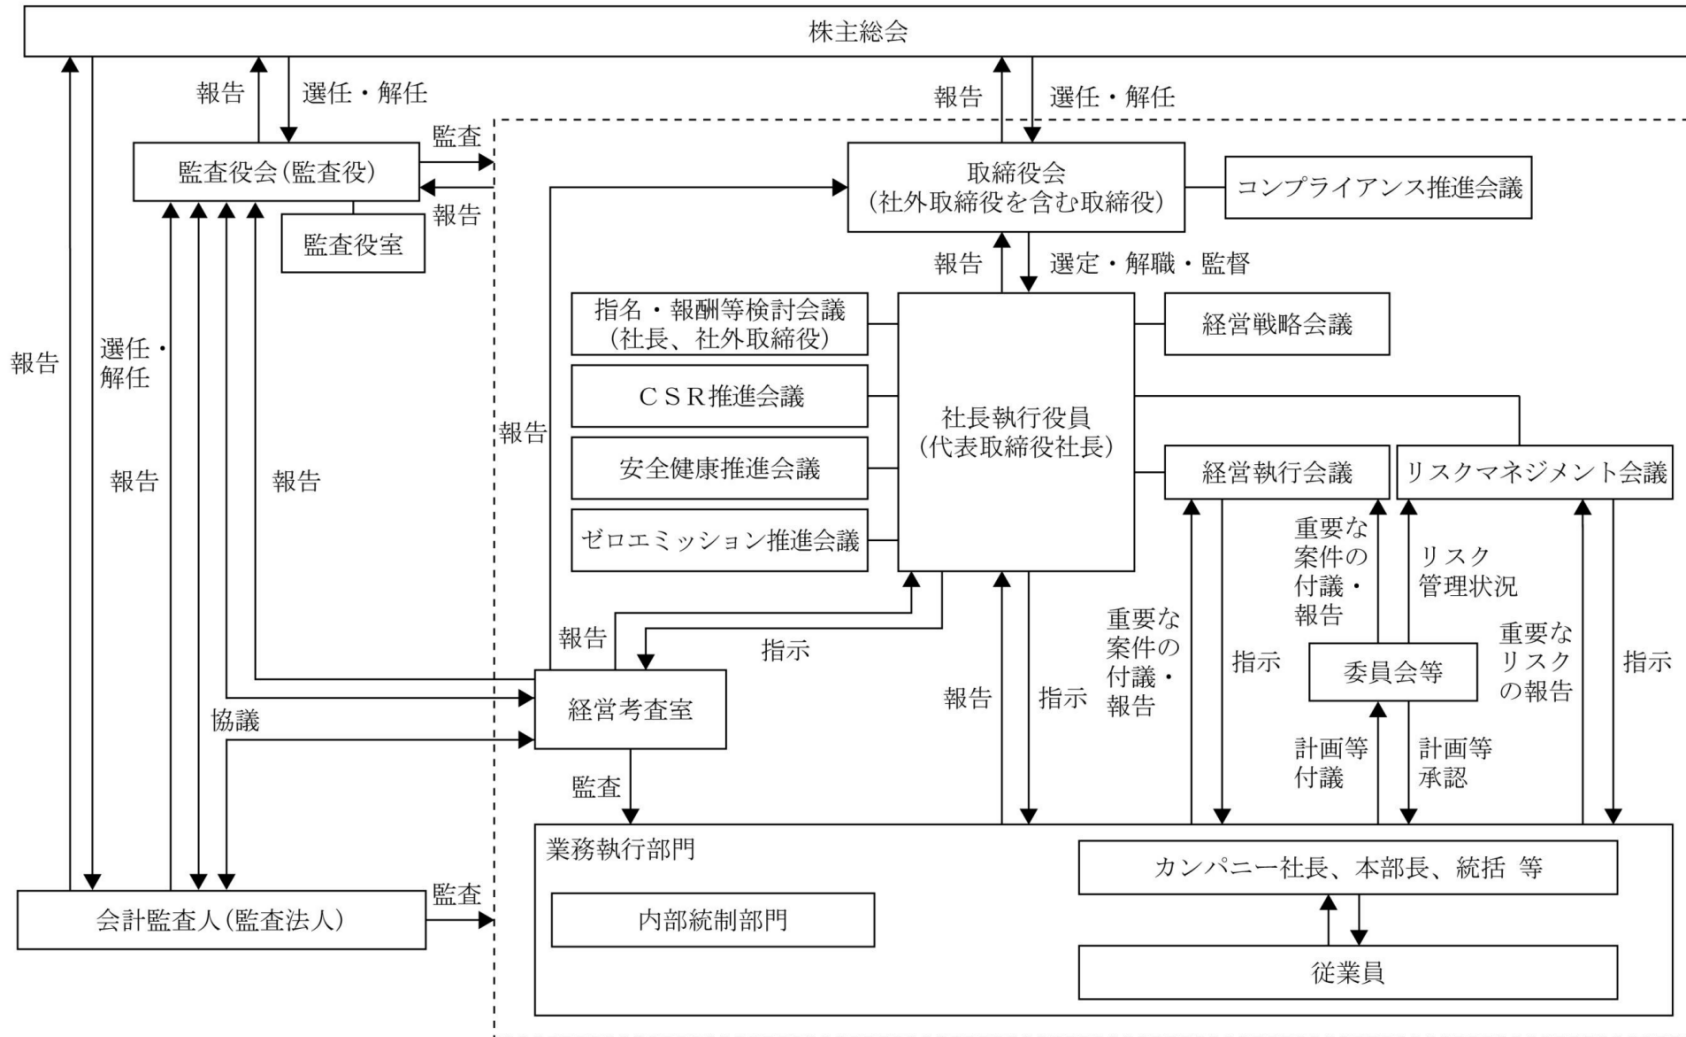 株主総会
報告
選任・解任
報告
選任・解任
監査
監査役会(監査役)
報告
監査役室
取締役会
(社外取締役を含む取締役)
コンプライアンス推進会議
報告
選定・解職・監督
指名・報酬等検討会議
(社長、社外取締役)
経営戦略会議
報告
選任・
解任
CSR推進会議
社長執行役員
(代表取締役社長)
報告
安全健康推進会議
経営執行会議
リスクマネジメント会議
報告
報告
ゼロエミッション推進会議
重要な
案件の
付議・
報告
リスク
管理状況
報告
指示
重要な
案件の
付議・
報告
指示
委員会等
重要な
リスク
の報告
指示
経営考査室
報告
指示
協議
計画等
付議
計画等
承認
監査
業務執行部門
カンパニー社長、本部長、統括 等
会計監査人(監査法人)
監査
内部統制部門
従業員